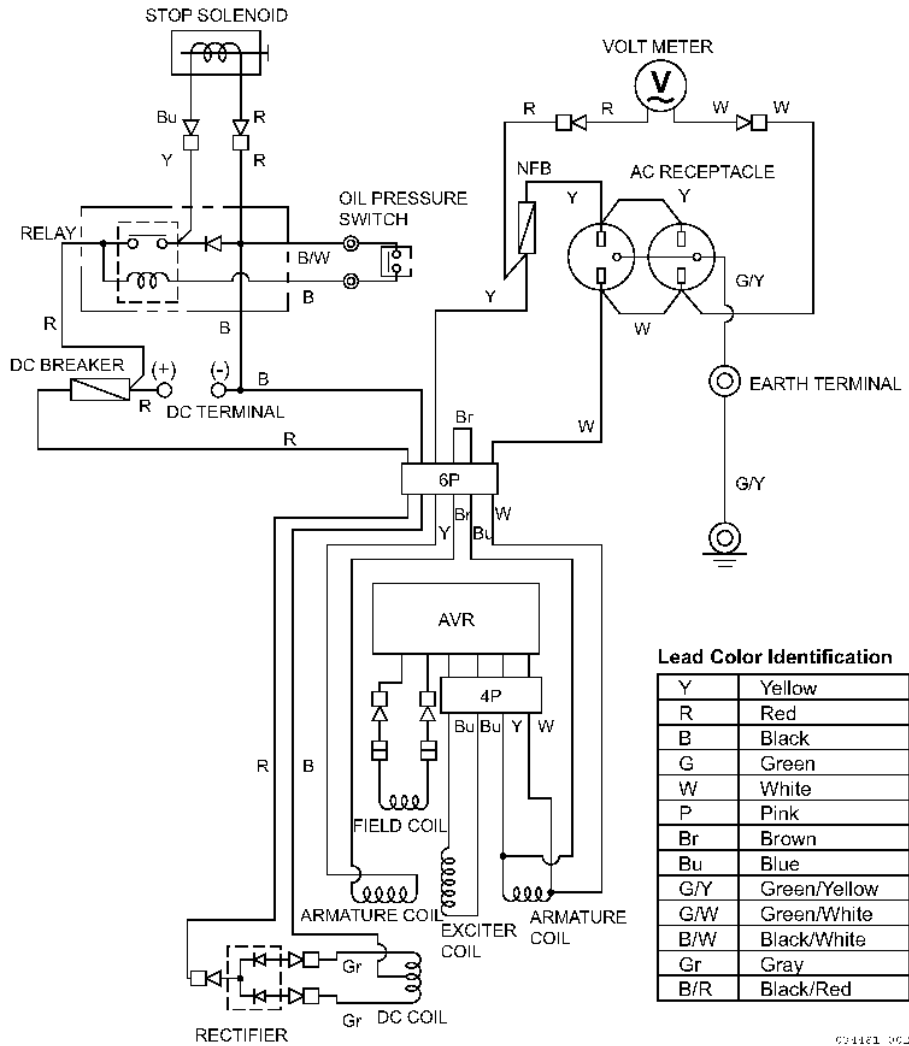 STOP SOLENOID
VOLT METER
V
Bu
R
R
R
W
W
Y
R
NFB
AC RECEPTACLE
Y
Y
OIL PRESSURE
SWITCH
RELAY
B/W
B
G/Y
Y
W
R
B
DC BREAKER
(+)
(-)
B
EARTH TERMINAL
R
DC TERMINAL
Br
W
R
6P
G/Y
Br
W
Y
Bu
AVR
4P
Bu
Bu
Y
W
R
B
FIELD COIL
ARMATURE COIL
EXCITER
COIL
ARMATURE
COIL
Gr
Gr
DC COIL
RECTIFIER
Lead Color Identification
Y Yellow
R Red
B Black
G Green
W White
P Pink
Br Brown
Bu Blue
G/Y Green/Yellow
G/W Green/White
B/W Black/White
Gr Gray
B/R Black/Red